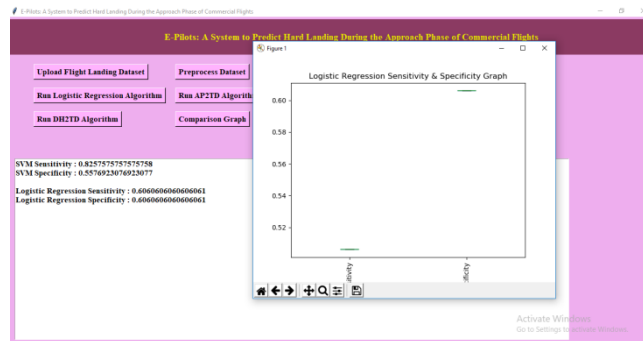 E-Pilots: A System to Predict Hard Landing During the Approach Phase of Commercial Flights
E-Pilots: A System to Predict Hard Landing During the Approach Phase of Commercial Flights
Figure 1
Upload Flight Landing Dataset
Preprocess Dataset
Run Logistic Regression Algorithm
Run AP2TD Algorith
Run DH2TD Algorithm
Comparison Graph
Logistic Regression Sensitivity & Specificity Graph
0.60
0.58
0.56
0.54
0.52
itivity
ificity
SVM Sensitivity : 0.8257575757575758
SVM Specificity : 0.5576923076923077
Logistic Regression Sensitivity : 0.6060606060606061
Logistic Regression Specificity : 0.6060606060606061
Activate Windows
Go to Settings to activate Windows.